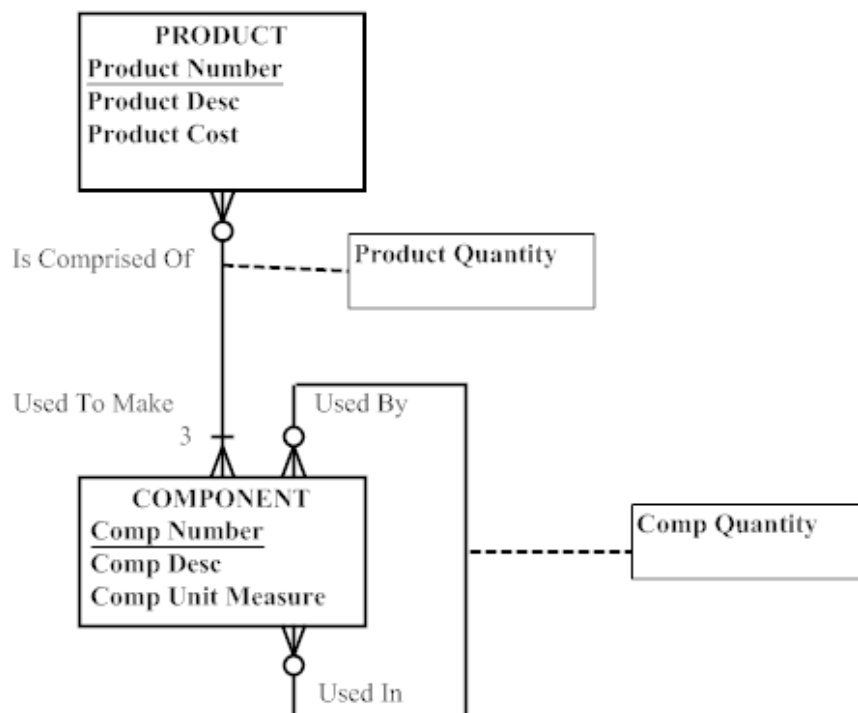 PRODUCT
Product Number
Product Desc
Product Cost
Is Comprised Of
Product Quantity
Used To Make
Used By
3
COMPONENT
Comp Number
Comp Desc
Comp Unit Measure
Comp Quantity
Used In